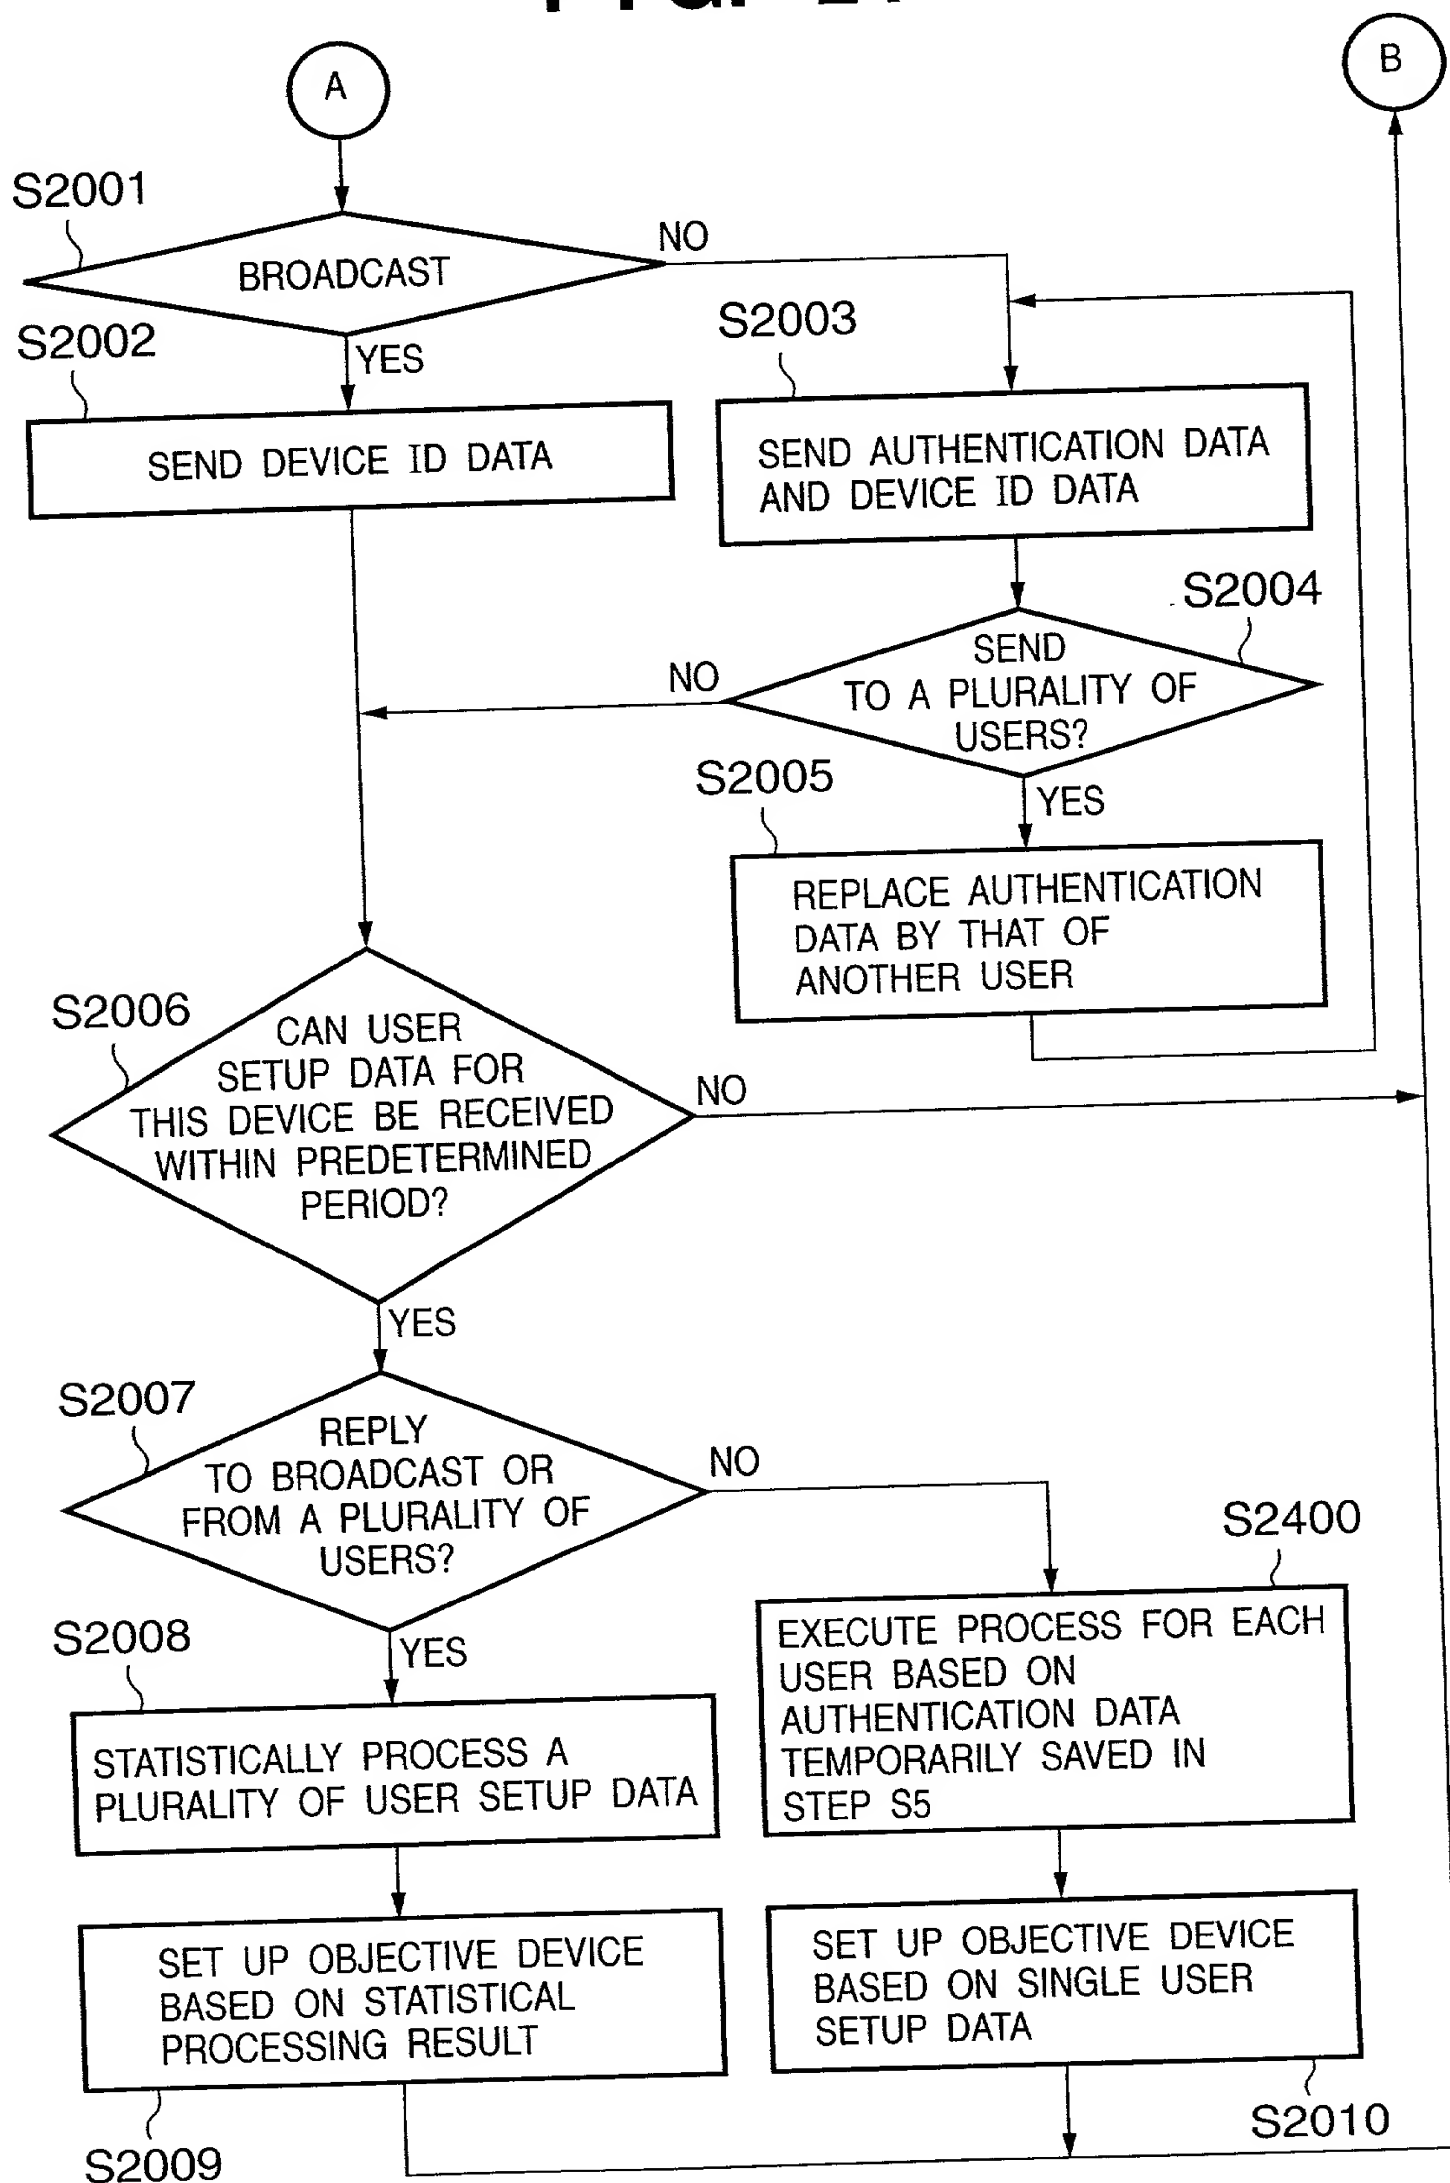 A
B
S2001
BROADCAST
NO
S2002
YES
SEND DEVICE ID DATA
S2003
SEND AUTHENTICATION DATA
AND DEVICE ID DATA
S2004
SEND
TO A PLURALITY OF
USERS?
NO
YES
S2005
REPLACE AUTHENTICATION
DATA BY THAT OF
ANOTHER USER
S2006
CAN USER
SETUP DATA FOR
THIS DEVICE BE RECEIVED
WITHIN PREDETERMINED
PERIOD?
NO
YES
S2007
REPLY
TO BROADCAST OR
FROM A PLURALITY OF
USERS?
NO
YES
S2400
EXECUTE PROCESS FOR EACH
USER BASED ON
AUTHENTICATION DATA
TEMPORARILY SAVED IN
STEP S5
S2008
STATISTICALLY PROCESS A
PLURALITY OF USER SETUP DATA
SET UP OBJECTIVE DEVICE
BASED ON STATISTICAL
PROCESSING RESULT
S2009
SET UP OBJECTIVE DEVICE
BASED ON SINGLE USER
SETUP DATA
S2010